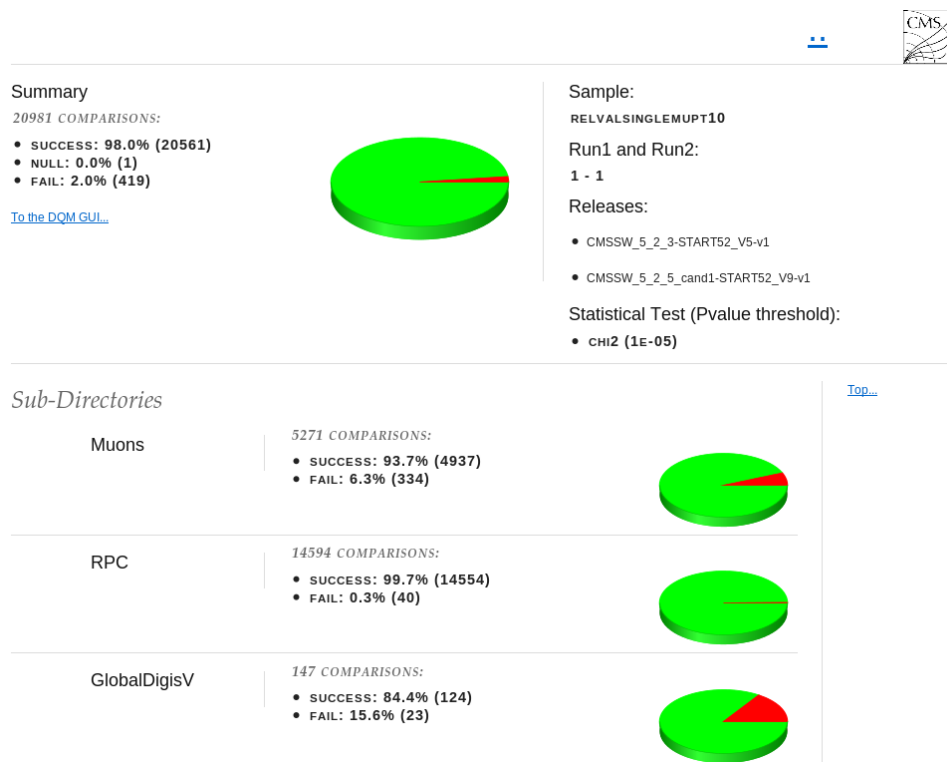 ..
CMS
Summary
20981 COMPARISONS:
SUCCESS: 98.0% (20561)
NULL: 0.0% (1)
FAIL: 2.0% (419)
To the DQM GUI...
Sample:
RELVALSINGLEMUPT10
Run1 and Run2:
1 - 1
Releases:
CMSSW_5_2_3-START52_V5-v1
CMSSW_5_2_5_cand1-START52_V9-v1
Statistical Test (Pvalue threshold):
CHI2 (1E-05)
Sub-Directories
Top...
Muons
5271 COMPARISONS:
SUCCESS: 93.7% (4937)
FAIL: 6.3% (334)
RPC
14594 COMPARISONS:
SUCCESS: 99.7% (14554)
FAIL: 0.3% (40)
GlobalDigisV
147 COMPARISONS:
SUCCESS: 84.4% (124)
FAIL: 15.6% (23)